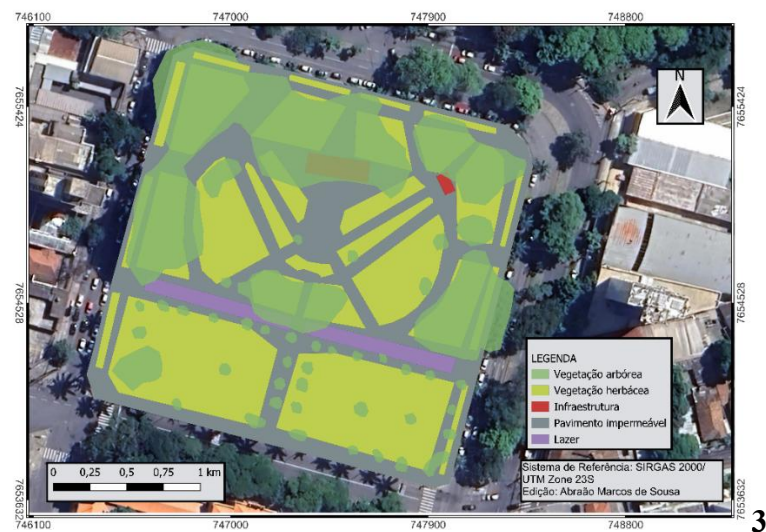 746100 747000 747900 748800
7655424 7655424
N
7654528 7654528
LEGENDA
Vegetação arbórea
Vegetação herbácea
Infraestrutura
Pavimento impermeável
Lazer
0 0,25 0,5 0,75 1 km
Sistema de Referência: SIRGAS 2000/
UTM Zone 23S
Edição: Abraão Marcos de Sousa
7653632 7653632
746100 747000 747900 748800
3